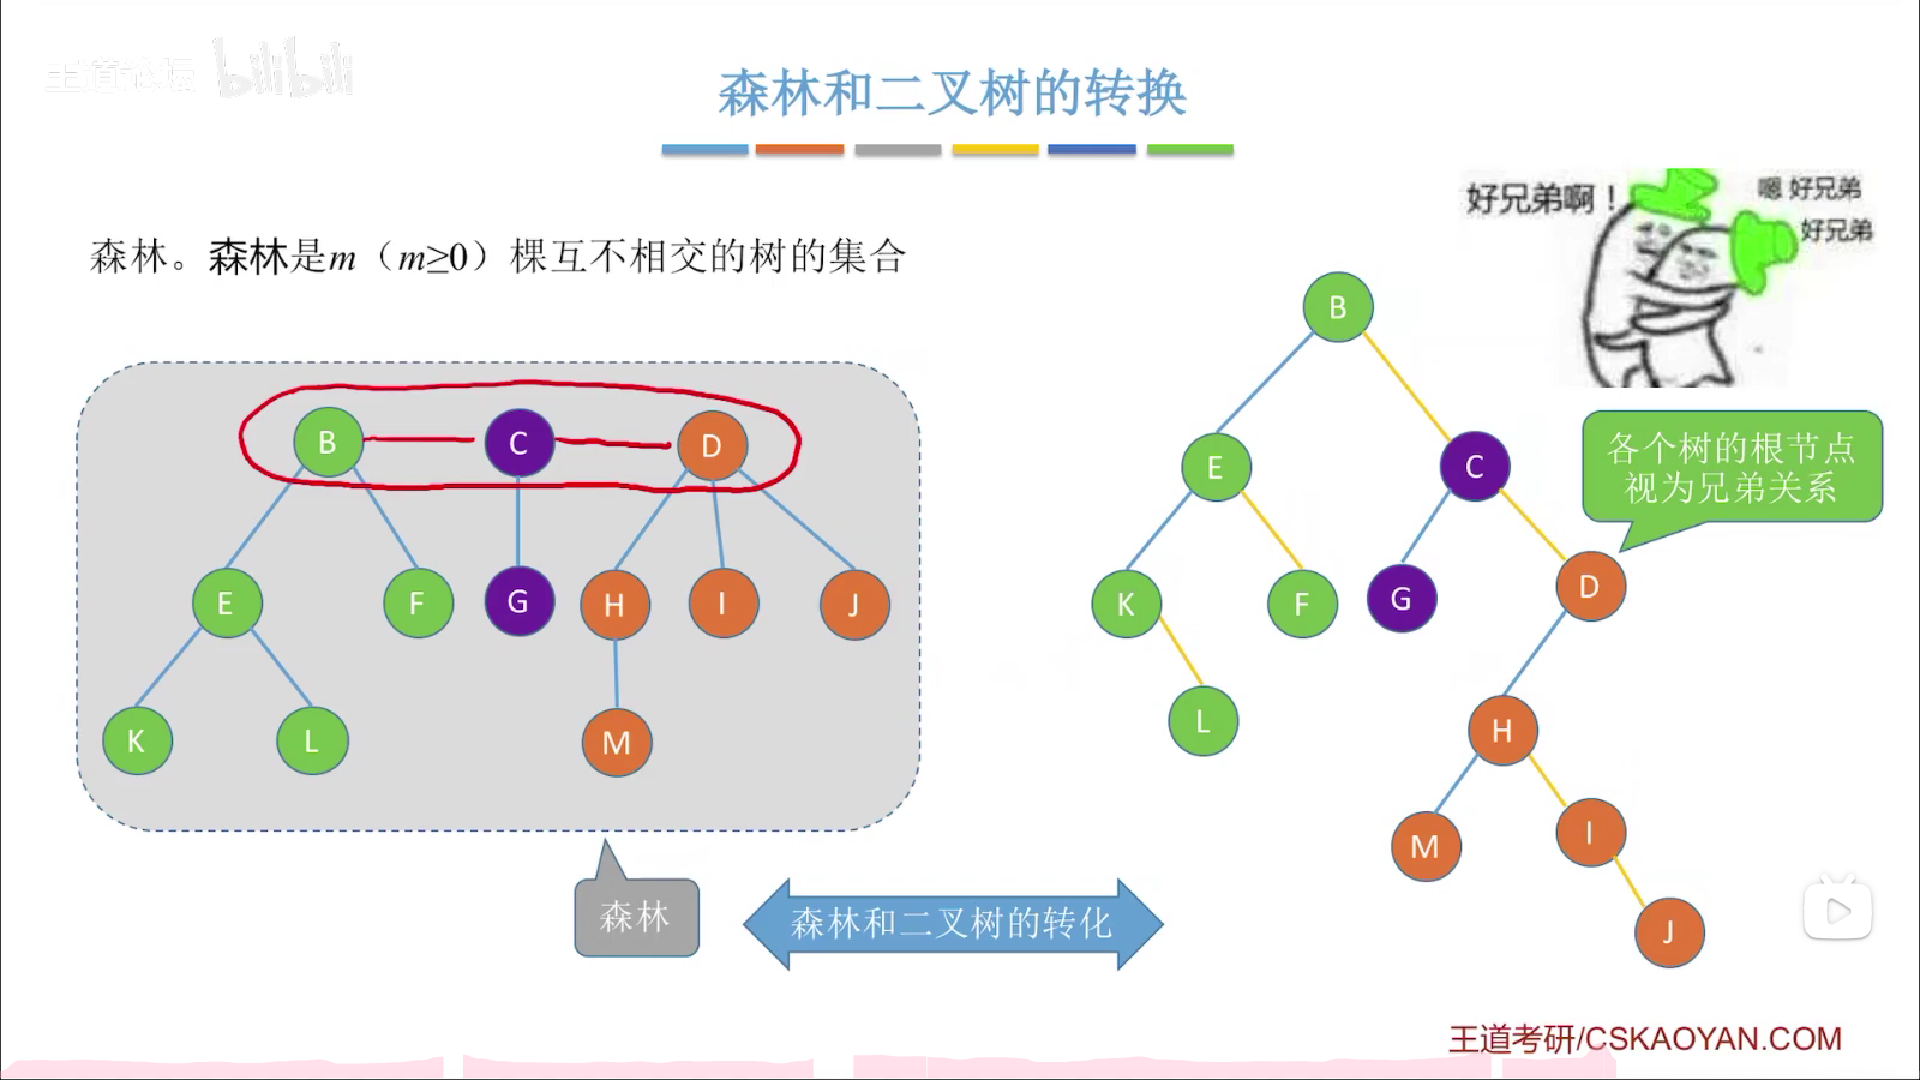 王道论坛 bilibili
森林和二叉树的转换
好兄弟啊！
嗯 好兄弟
好兄弟
森林。森林是m（m≥0）棵互不相交的树的集合
B
B C D
E C
各个树的根节点
视为兄弟关系
E F G H I J
K F G D
K L M
L H
M I
森林
森林和二叉树的转化
J
王道考研/CSKAOYAN.COM